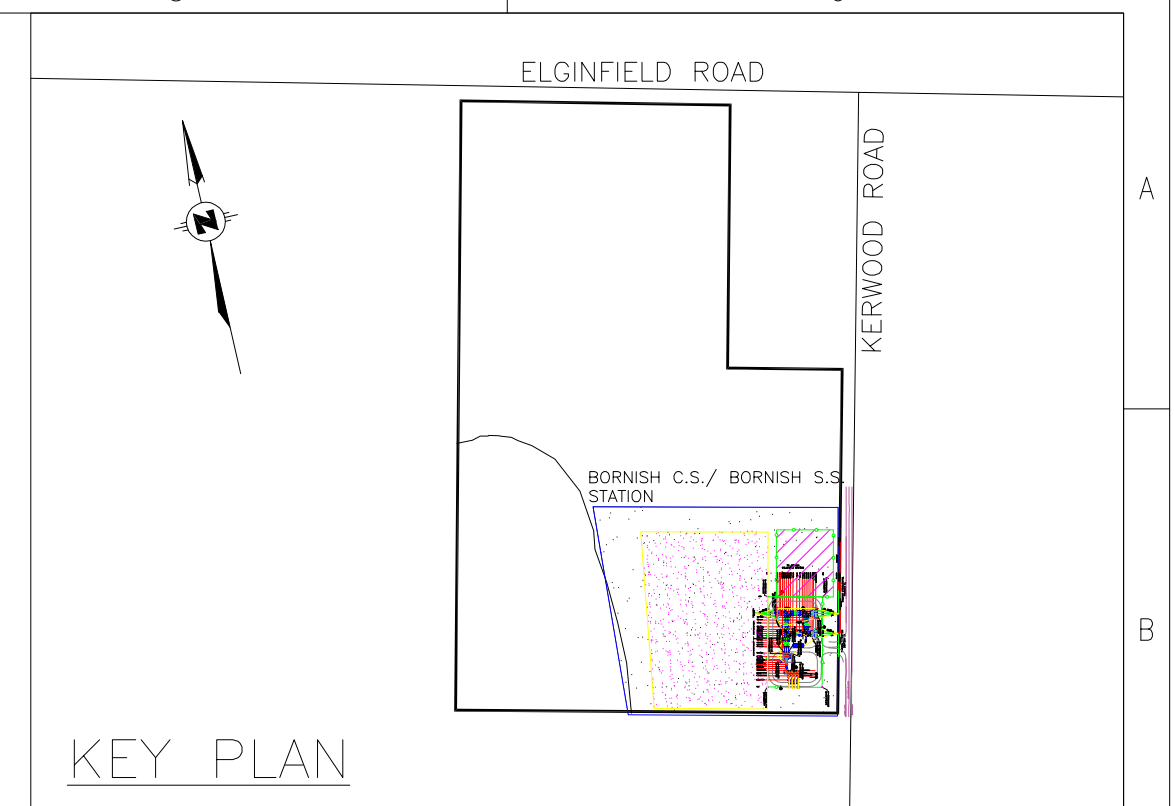 ELGINFIELD ROAD
KERWOOD ROAD
A
N
BORNISH C.S./ BORNISH S.S.
STATION
B
KEY PLAN